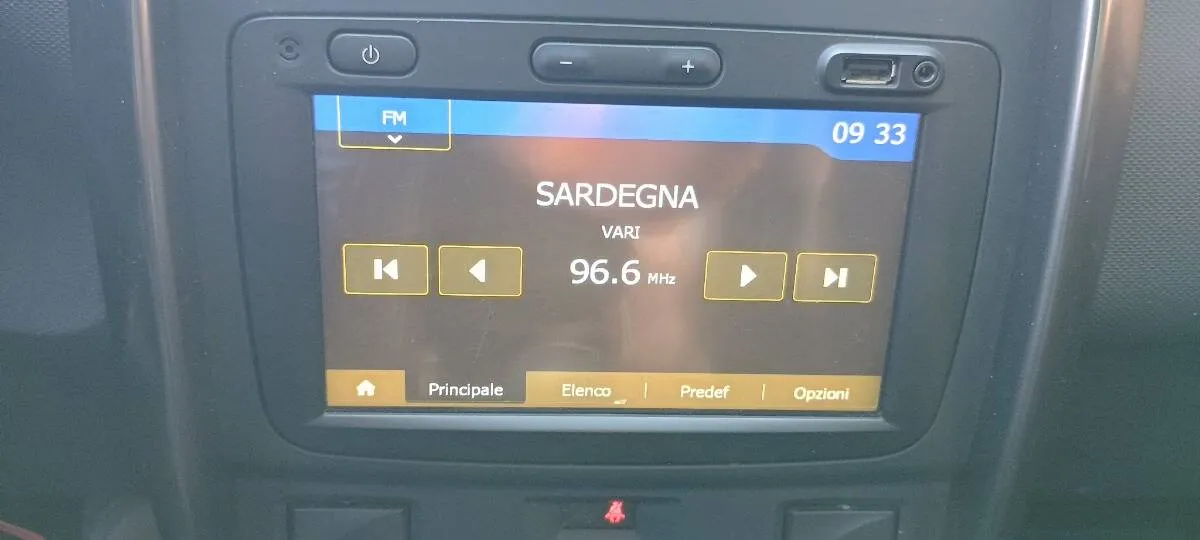 FM
09 33
SARDEGNA
VARI
96.6 MHz
Principale Elenco Predef Opzioni